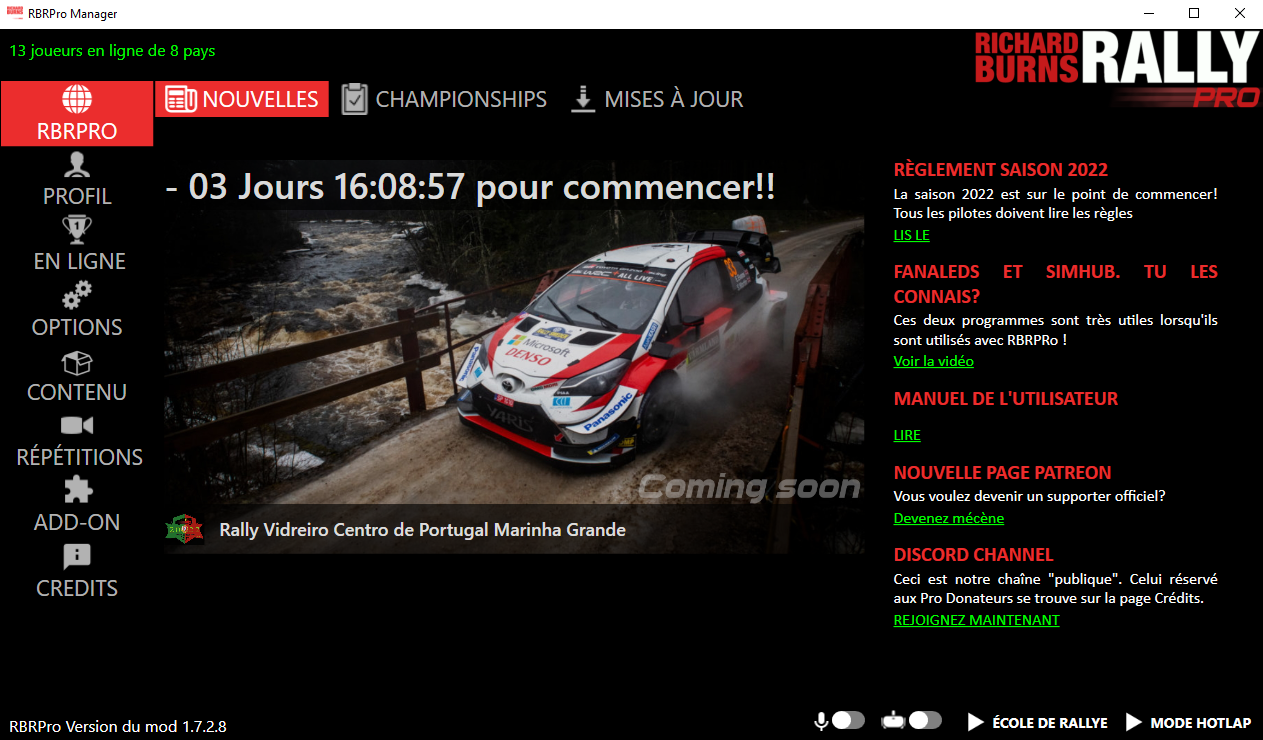 RBRPro Manager
13 joueurs en ligne de 8 pays
RICHARD
BURNS
RALLY
PRO
NOUVELLES
CHAMPIONSHIPS
MISES À JOUR
RBRPRO
PROFIL
EN LIGNE
OPTIONS
CONTENU
RÉPÉTITIONS
ADD-ON
CREDITS
- 03 Jours 16:08:57 pour commencer!!
ALL LIVE
33
Microsoft
DENSO
YARIS
Panasonic
Coming soon
Rally Vidreiro Centro de Portugal Marinha Grande
RÈGLEMENT SAISON 2022
La saison 2022 est sur le point de commencer!
Tous les pilotes doivent lire les règles
LIS LE
FANALEDS ET SIMHUB. TU LES
CONNAIS?
Ces deux programmes sont très utiles lorsqu'ils
sont utilisés avec RBRPRo !
Voir la vidéo
MANUEL DE L'UTILISATEUR
LIRE
NOUVELLE PAGE PATREON
Vous voulez devenir un supporter officiel?
Devenez mécène
DISCORD CHANNEL
Ceci est notre chaîne "publique". Celui réservé
aux Pro Donateurs se trouve sur la page Crédits.
REJOIGNEZ MAINTENANT
RBRPro Version du mod 1.7.2.8
ÉCOLE DE RALLYE
MODE HOTLAP